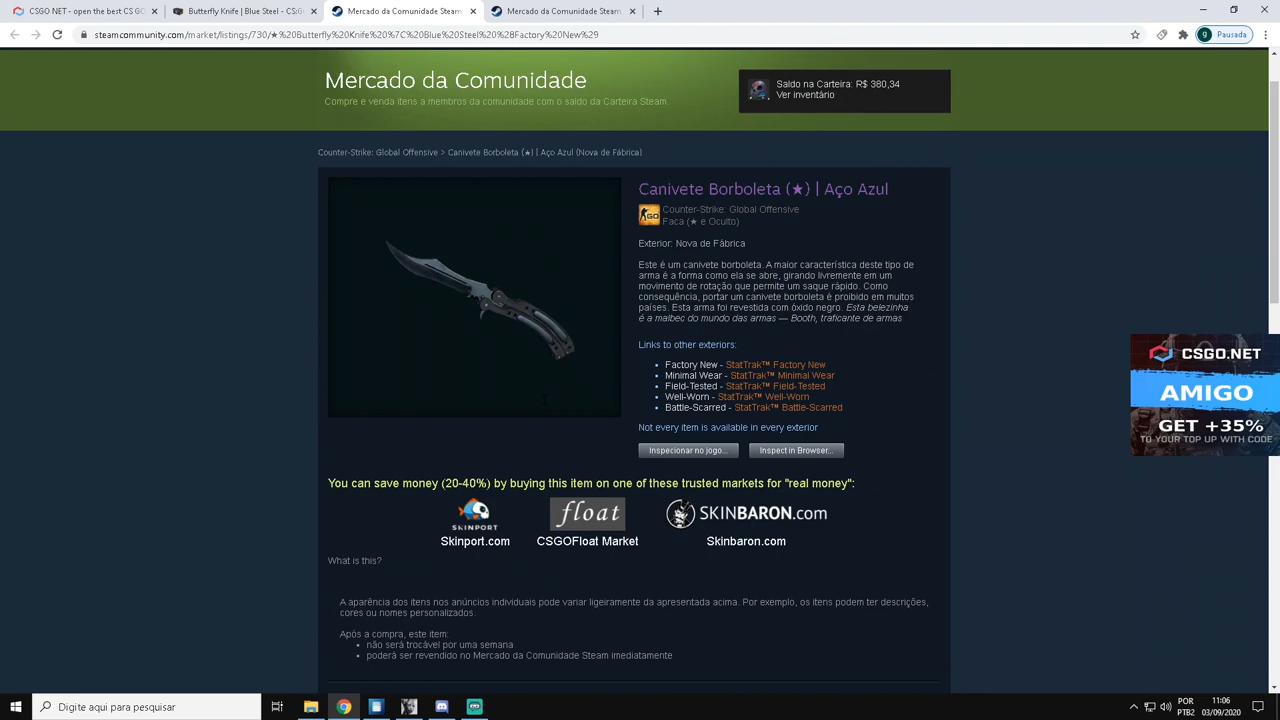 CSGO NET - open the best CS GO
Butterfly Knife | Blue Steel - CS:G
Mercado da Comunidade Steam
Mercado da Comunidade Steam
steamcommunity.com/market/listings/730/★%20Butterfly%20Knife%20%7C%20Blue%20Steel%20%28Factory%20New%29
Pausada
Mercado da Comunidade
Compre e venda itens a membros da comunidade com o saldo da Carteira Steam.
Saldo na Carteira: R$ 380,34
Ver inventário
Counter-Strike: Global Offensive > Canivete Borboleta (★) | Aço Azul (Nova de Fábrica)
Canivete Borboleta (★) | Aço Azul
Counter-Strike: Global Offensive
Faca (★ e Oculto)
Exterior: Nova de Fábrica
Este é um canivete borboleta. A maior característica deste tipo de
arma é a forma como ela se abre, girando livremente em um
movimento de rotação que permite um saque rápido. Como
consequência, portar um canivete borboleta é proibido em muitos
países. Esta arma foi revestida com óxido negro. Esta belezinha
é a malbec do mundo das armas — Booth, traficante de armas
Links to other exteriors:
Factory New - StatTrak™ Factory New
Minimal Wear - StatTrak™ Minimal Wear
Field-Tested - StatTrak™ Field-Tested
Well-Worn - StatTrak™ Well-Worn
Battle-Scarred - StatTrak™ Battle-Scarred
Not every item is available in every exterior
Inspecionar no jogo...
Inspect in Browser...
You can save money (20-40%) by buying this item on one of these trusted markets for "real money":
SKINPORT
float
SKINBARON.com
Skinport.com
CSGOFloat Market
Skinbaron.com
What is this?
A aparência dos itens nos anúncios individuais pode variar ligeiramente da apresentada acima. Por exemplo, os itens podem ter descrições,
cores ou nomes personalizados.
Após a compra, este item:
não será trocável por uma semana
poderá ser revendido no Mercado da Comunidade Steam imediatamente
CSGO.NET
AMIGO
GET +35%
TO YOUR TOP UP WITH CODE
Digite aqui para pesquisar
POR
PTB2
11:06
03/09/2020